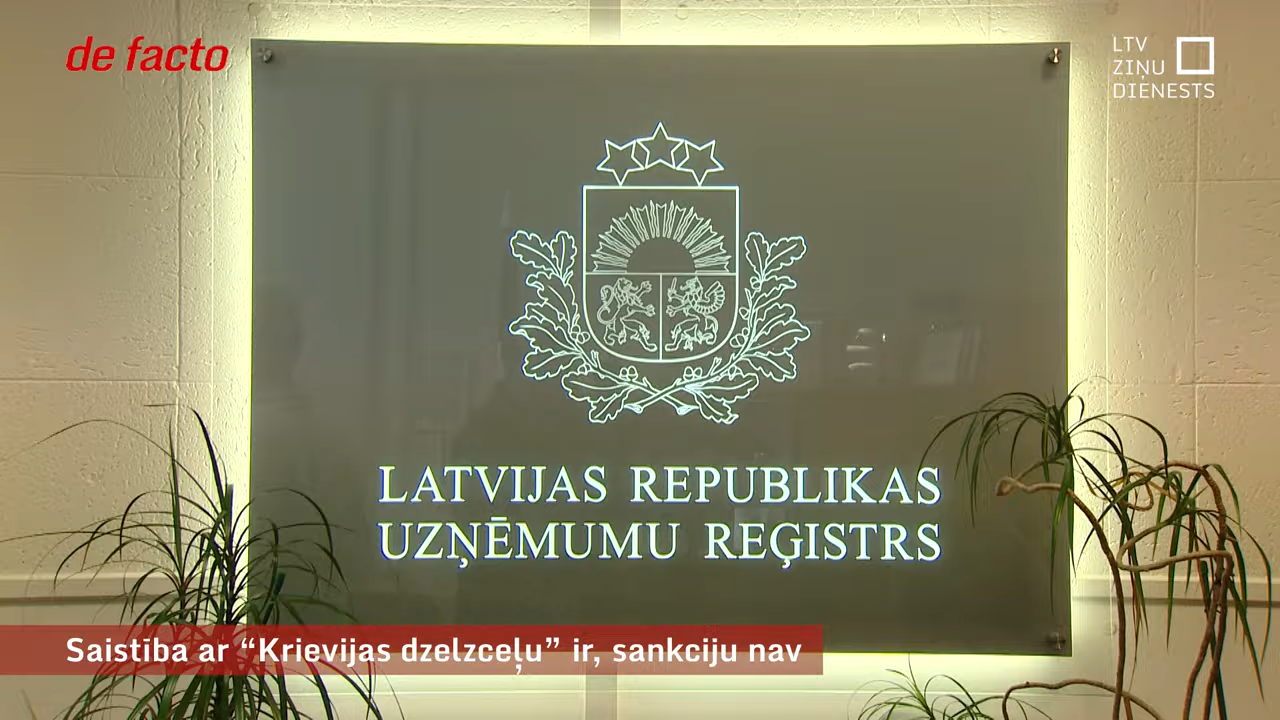 de facto
LTV
ZIŅU
DIENESTS
LATVIJAS REPUBLIKAS
UZŅĒMUMU REĢISTRS
Saistība ar “Krievijas dzelzceļu” ir, sankciju nav